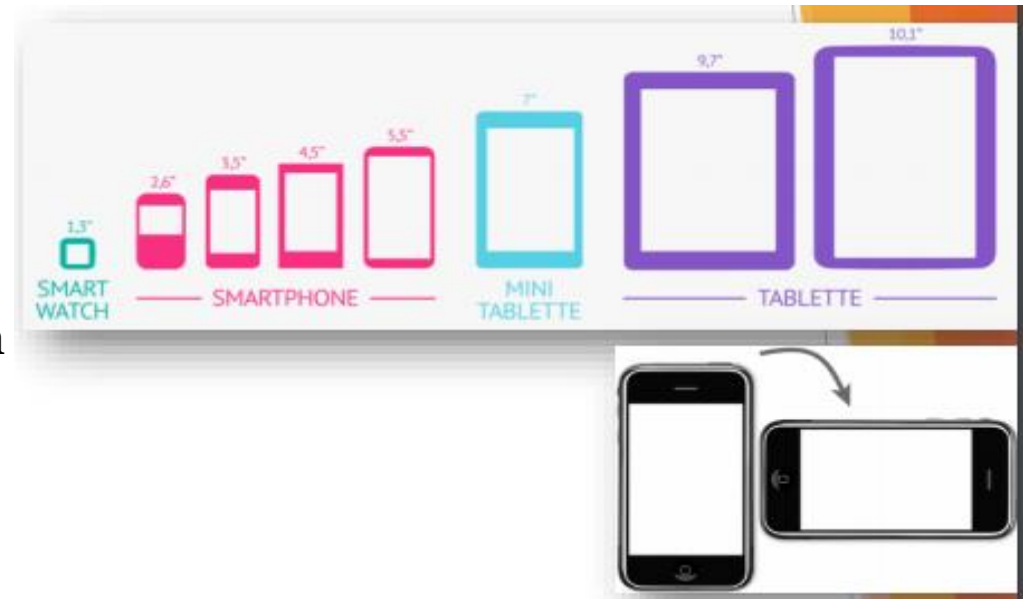 10,1"
9,7"
7"
5,5"
4,5"
3,5"
2,6"
1,3"
SMART
WATCH
SMARTPHONE
MINI
TABLETTE
TABLETTE